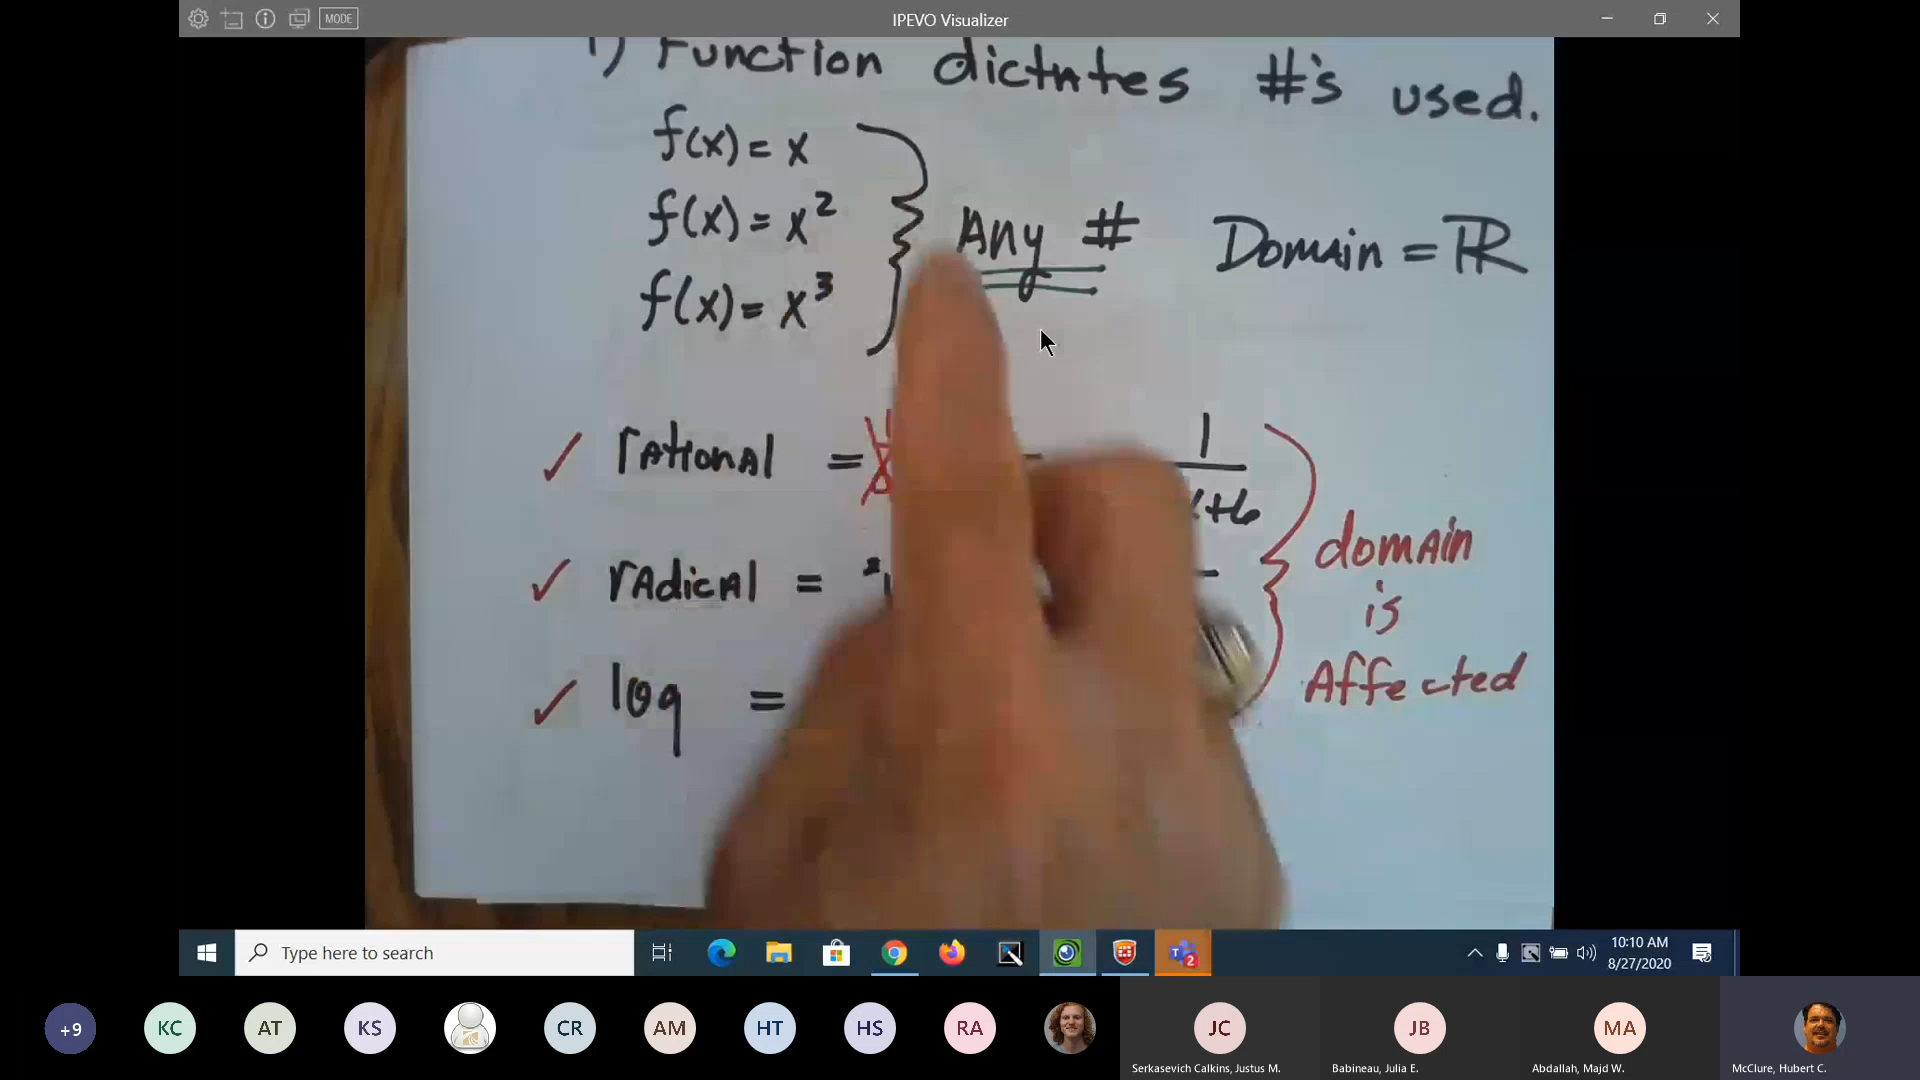 MODE
IPEVO Visualizer
1) Function dictates #'s used.
f(x) = x
f(x) = x²
f(x) = x³
Any # Domain = ℝ
✓ rational = 1 +6
✓ radical =
✓ log =
domain
is
Affected
Type here to search
2
10:10 AM
8/27/2020
+9 KC AT KS CR AM HT HS RA JC JB MA
Serkasevich Calkins, Justus M. Babineau, Julia E. Abdallah, Majd W. McClure, Hubert C.